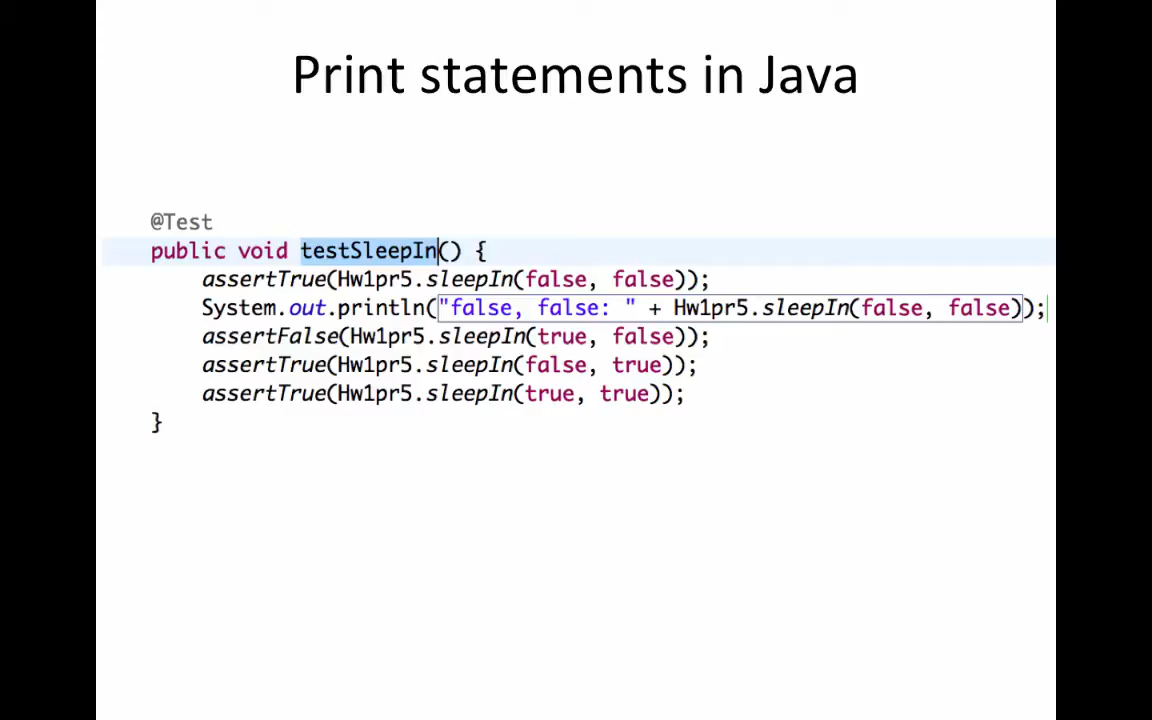 Print statements in Java
@Test
public void testSleepIn() {
assertTrue(Hw1pr5.sleepIn(false, false));
System.out.println("false, false: " + Hw1pr5.sleepIn(false, false));
assertFalse(Hw1pr5.sleepIn(true, false));
assertTrue(Hw1pr5.sleepIn(false, true));
assertTrue(Hw1pr5.sleepIn(true, true));
}